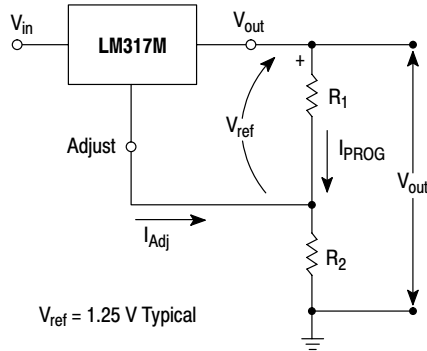 V_in
LM317M
V_out
+
R_1
V_ref
Adjust
I_PROG
V_out
I_Adj
R_2
V_ref = 1.25 V Typical